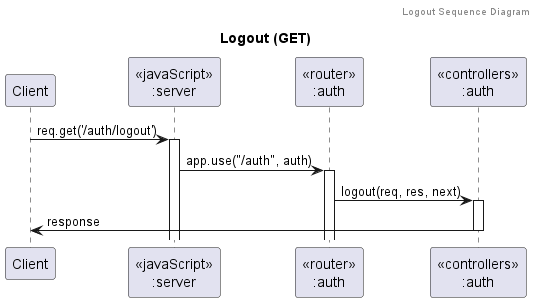 Logout Sequence Diagram
Logout (GET)
Client
«javaScript»
:server
«router»
:auth
«controllers»
:auth
req.get('/auth/logout')
app.use("/auth", auth)
logout(req, res, next)
response
Client
«javaScript»
:server
«router»
:auth
«controllers»
:auth